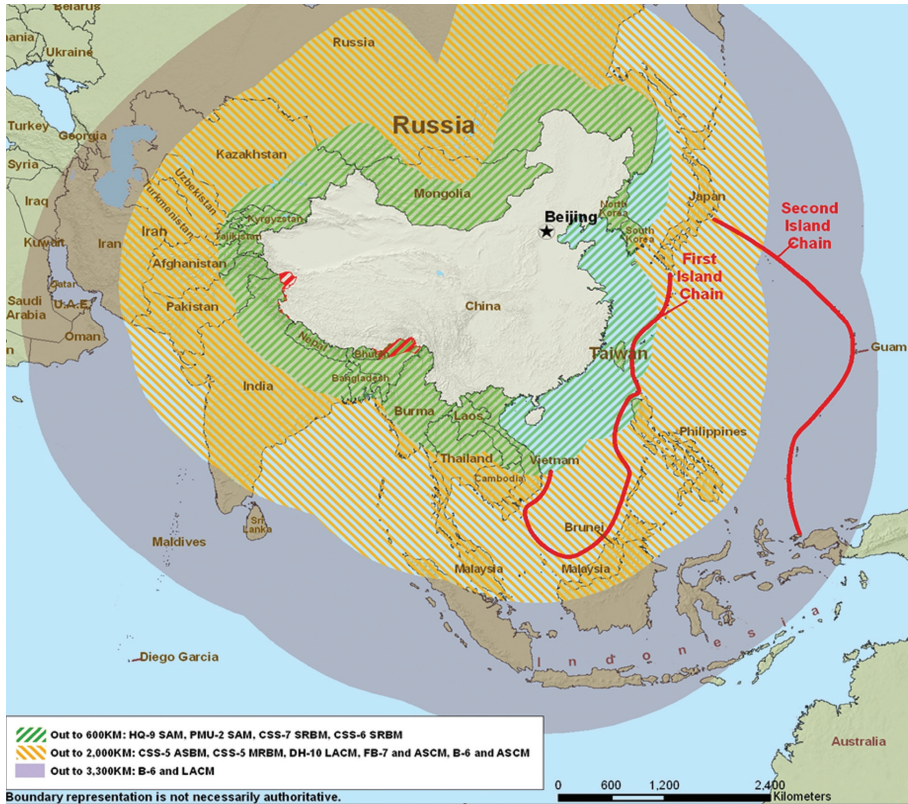 Belarus
Ukraine
Russia
Russia
Turkey
Georgia
Kazakhstan
Syria
Uzbekistan
Turkmenistan
Mongolia
Kyrgyzstan
Tajikistan
Beijing
North
Korea
South
Korea
Japan
Second
Island
Chain
First
Island
Chain
Iraq
Iran
Iran
Kuwait
Afghanistan
Qatar
Saudi
Arabia
U.A.E.
Oman
Pakistan
China
Nepal
Bhutan
Bangladesh
India
Taiwan
Guam
Burma
Laos
Thailand
Vietnam
Cambodia
Philippines
Sri
Lanka
Maldives
Brunei
Malaysia
Malaysia
Indonesia
Diego Garcia
Australia
Out to 600KM: HQ-9 SAM, PMU-2 SAM, CSS-7 SRBM, CSS-6 SRBM
Out to 2,000KM: CSS-5 ASBM, CSS-5 MRBM, DH-10 LACM, FB-7 and ASCM, B-6 and ASCM
Out to 3,300KM: B-6 and LACM
Boundary representation is not necessarily authoritative.
0 600 1,200 2,400
Kilometers